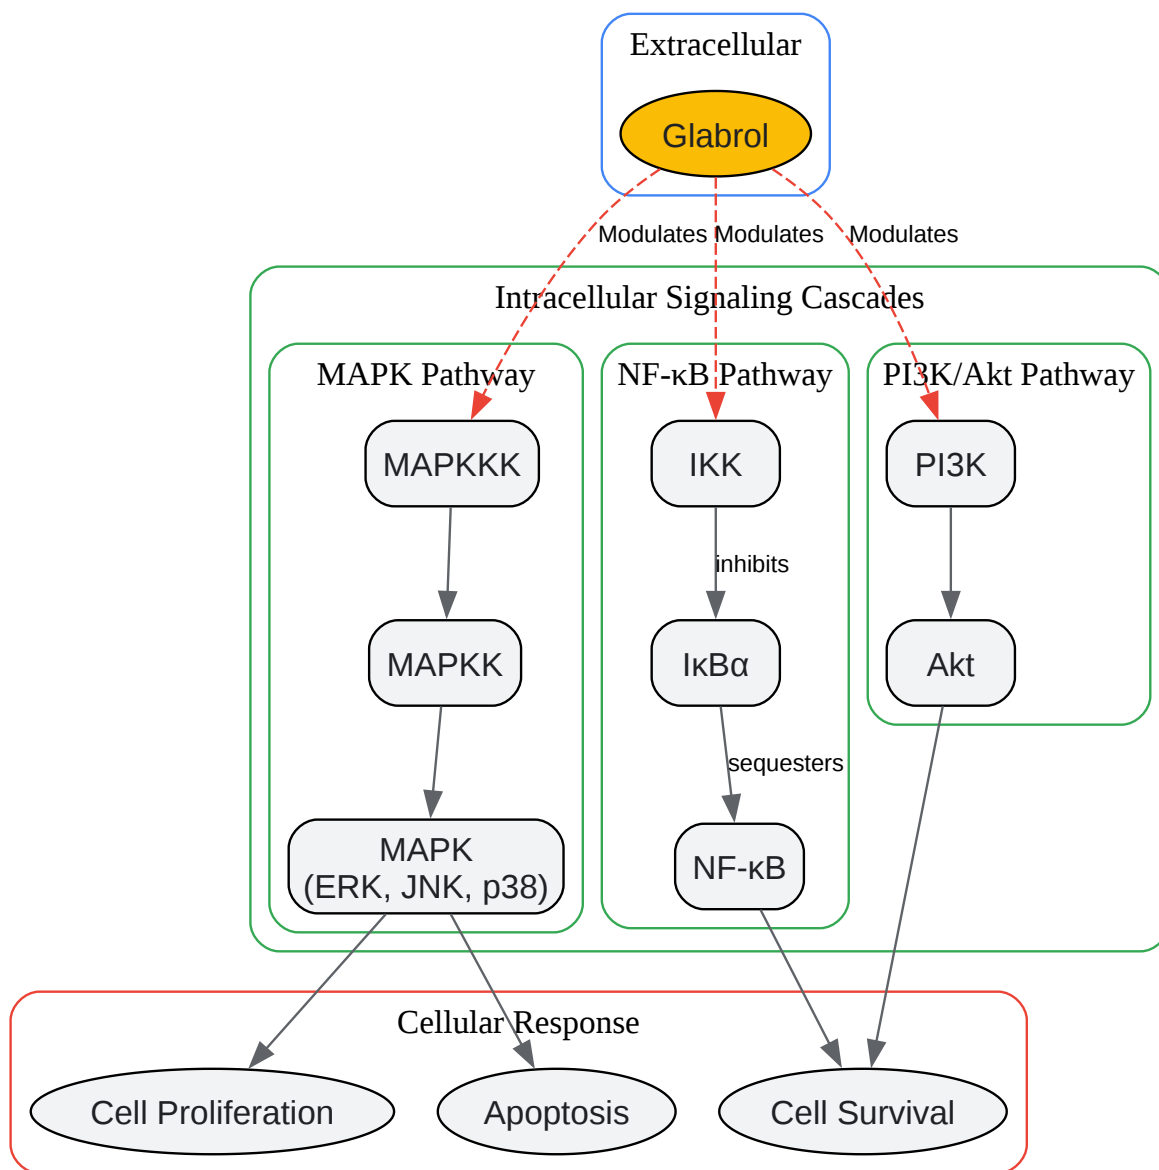 Extracellular
Glabrol
Modulates
Modulates
Modulates
Intracellular Signaling Cascades
MAPK Pathway
NF-κB Pathway
PI3K/Akt Pathway
MAPKKK
IKK
PI3K
inhibits
MAPKK
IκBα
Akt
sequesters
MAPK
(ERK, JNK, p38)
NF-κB
Cellular Response
Cell Proliferation
Apoptosis
Cell Survival